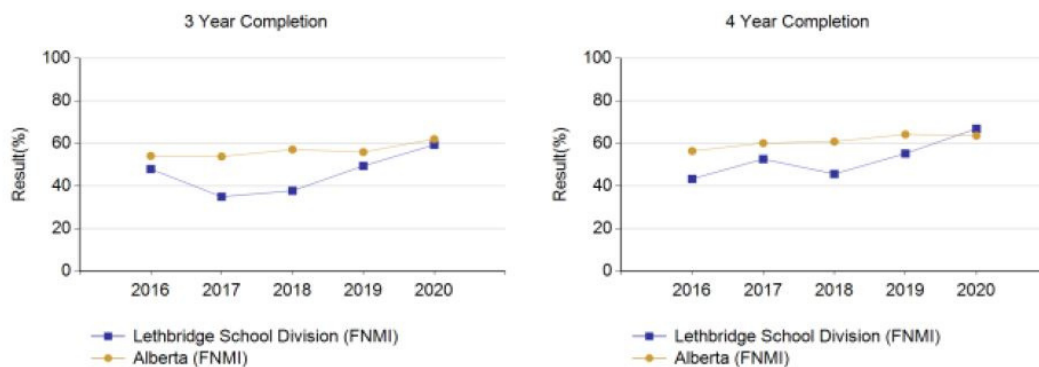 3 Year Completion
100
80
60
40
20
0
Result(%)
2016 2017 2018 2019 2020
Lethbridge School Division (FNMI)
Alberta (FNMI)
4 Year Completion
100
80
60
40
20
0
Result(%)
2016 2017 2018 2019 2020
Lethbridge School Division (FNMI)
Alberta (FNMI)